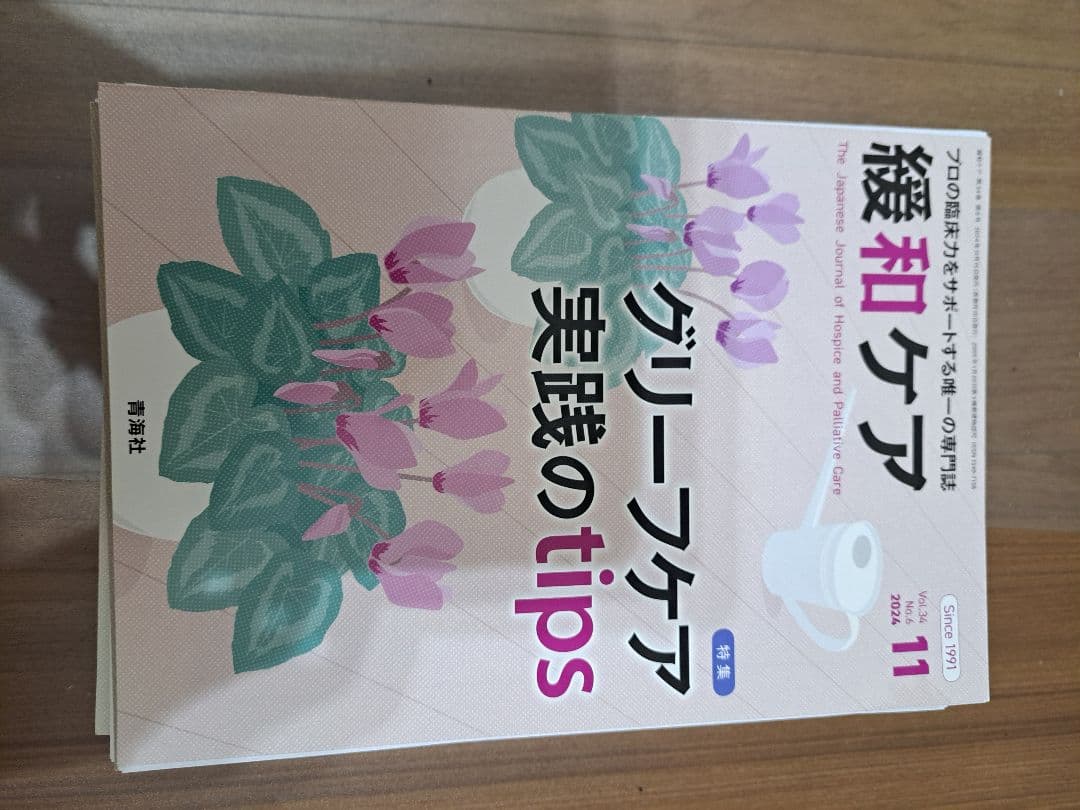 プロの臨床力をサポートする唯一の専門誌
Since 1991
緩和ケア
11
Vol.34
No.6
2024
The Japanese Journal of Hospice and Palliative Care
特集
グリーフケア
実践のtips
青海社